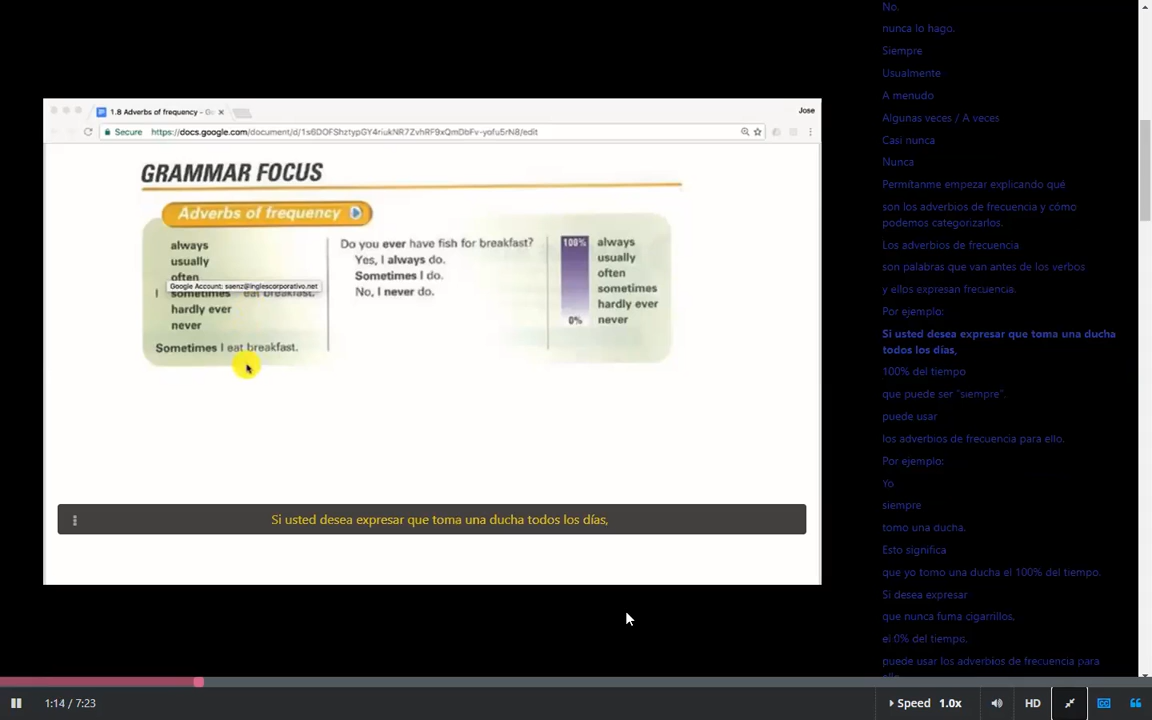 1.8 Adverbs of frequency - Go
Jose
Secure https://docs.google.com/document/d/1s6DOFShztypGY4riukNR7ZvhRF9xQmDbFv-yofu5rN8/edit
GRAMMAR FOCUS
Adverbs of frequency
always
usually
often
Google Account: saenz@inglescorporativo.net
I sometimes eat breakfast.
hardly ever
never
Sometimes I eat breakfast.
Do you ever have fish for breakfast?
Yes, I always do.
Sometimes I do.
No, I never do.
100% always
usually
often
sometimes
hardly ever
0% never
Si usted desea expresar que toma una ducha todos los días,
No.
nunca lo hago.
Siempre
Usualmente
A menudo
Algunas veces / A veces
Casi nunca
Nunca
Permítanme empezar explicando qué
son los adverbios de frecuencia y cómo
podemos categorizarlos.
Los adverbios de frecuencia
son palabras que van antes de los verbos
y ellos expresan frecuencia.
Por ejemplo:
Si usted desea expresar que toma una ducha
todos los días,
100% del tiempo
que puede ser "siempre".
puede usar
los adverbios de frecuencia para ello.
Por ejemplo:
Yo
siempre
tomo una ducha.
Esto significa
que yo tomo una ducha el 100% del tiempo.
Si desea expresar
que nunca fuma cigarrillos,
el 0% del tiempo,
puede usar los adverbios de frecuencia para
1:14 / 7:23
Speed 1.0x
HD